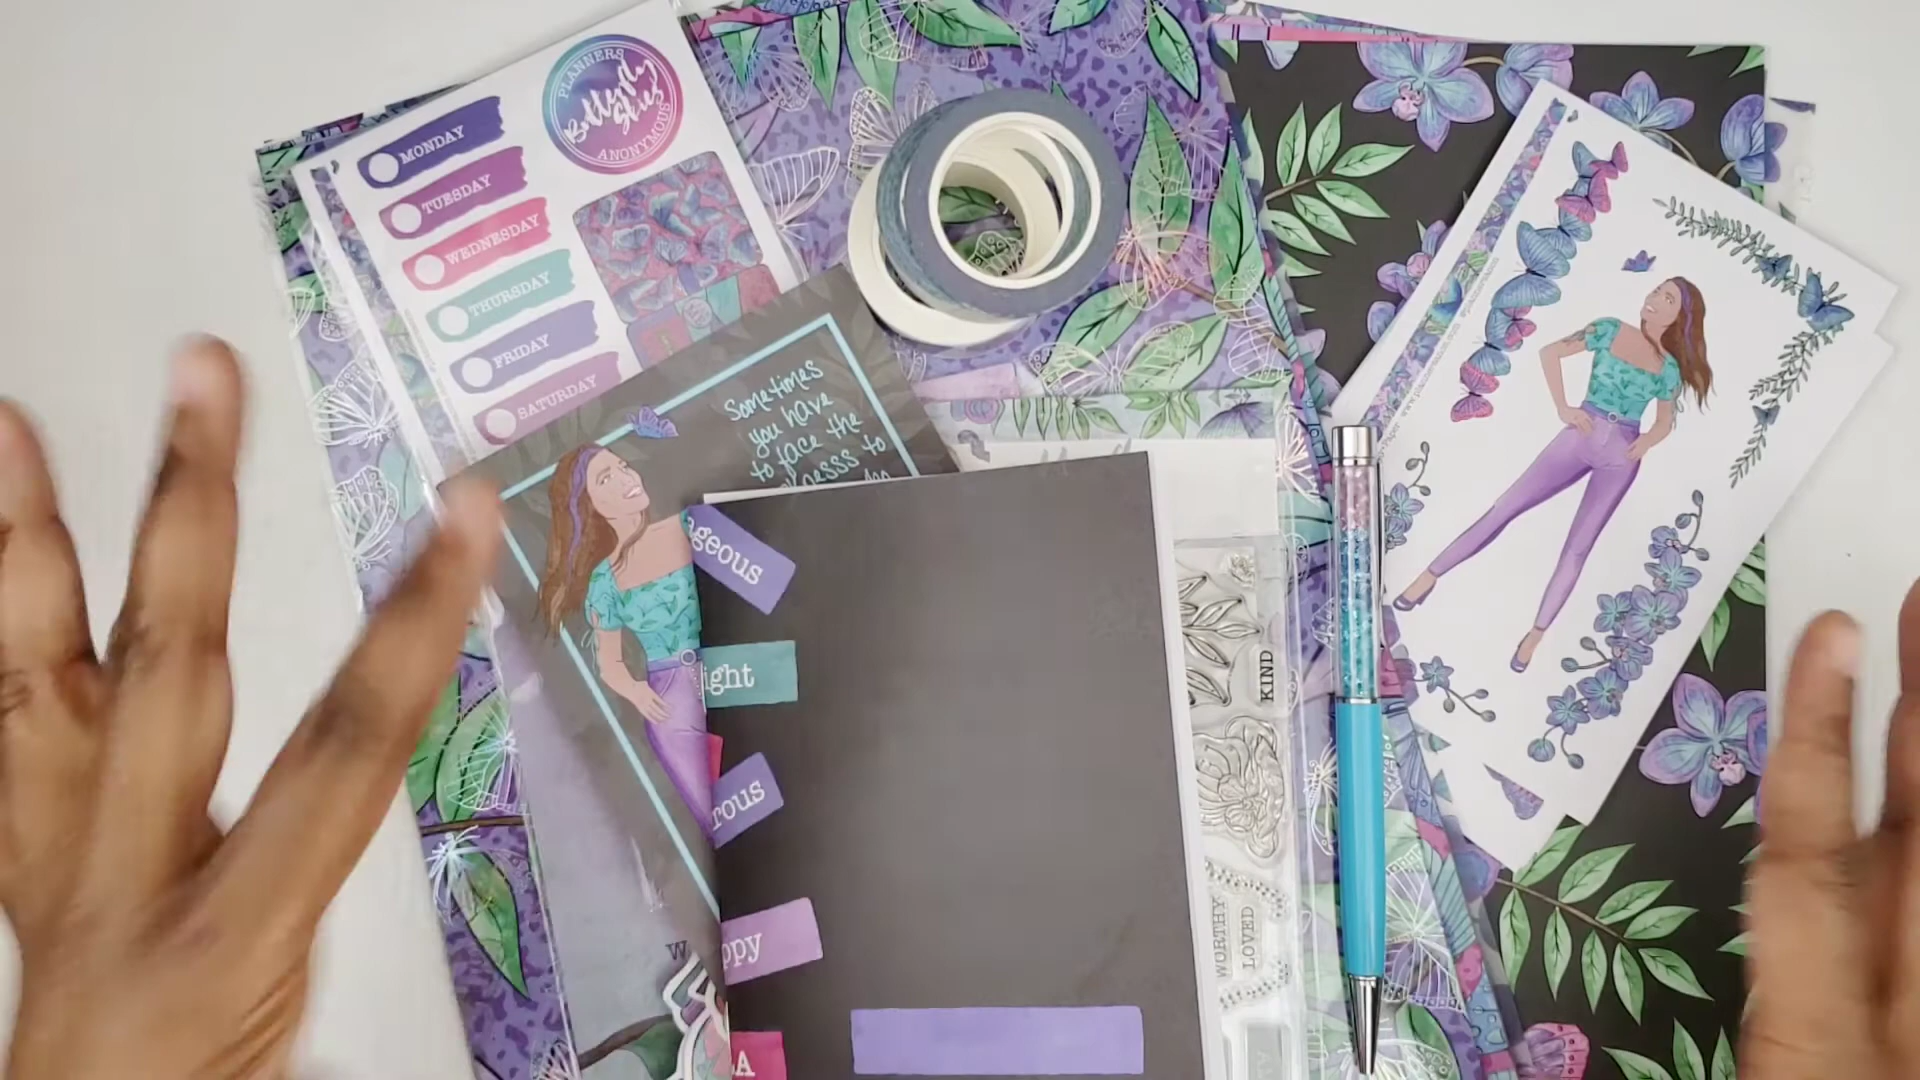 PLANNERS
Butterfly
Skies
ANONYMOUS
MONDAY
TUESDAY
WEDNESDAY
THURSDAY
FRIDAY
SATURDAY
Sometimes
you have
to face the
to
ageous
ight
rous
ppy
A
KIND
WORTHY
LOVED